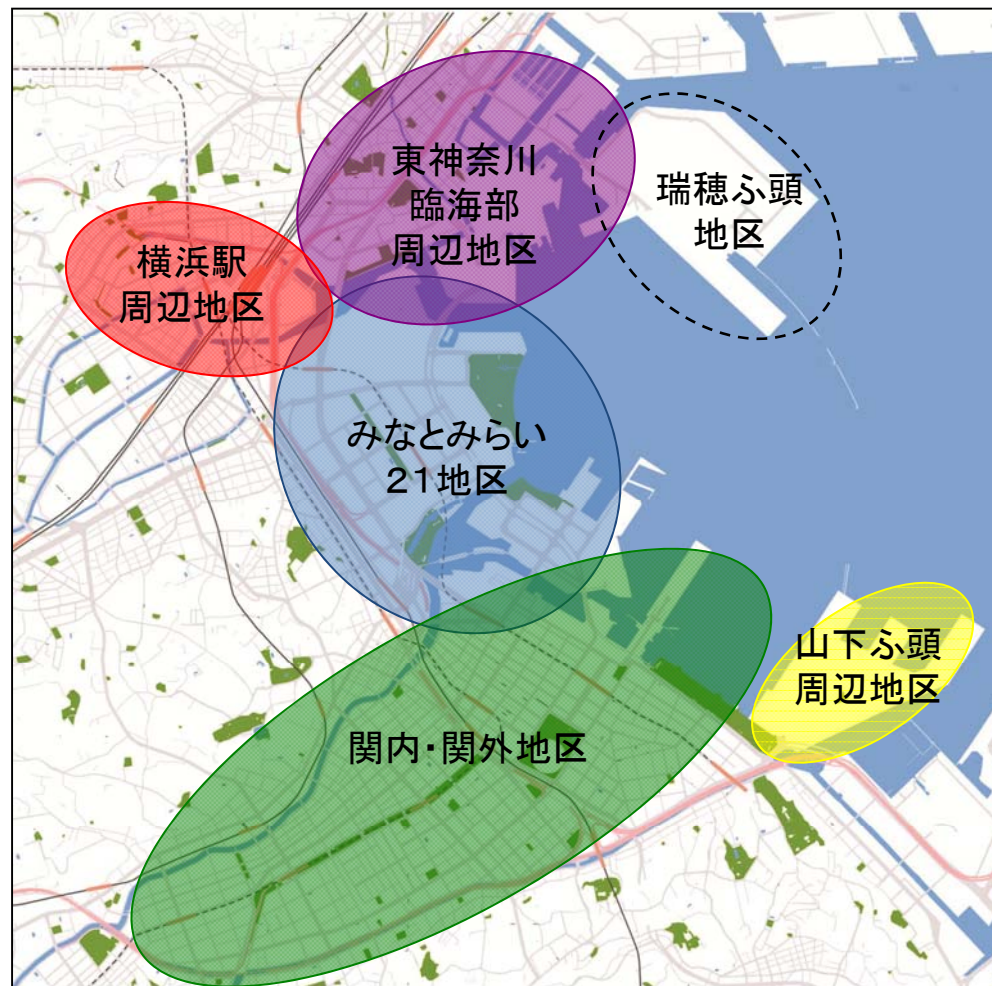 東神奈川
臨海部
周辺地区
瑞穂ふ頭
地区
横浜駅
周辺地区
みなとみらい
２１地区
山下ふ頭
周辺地区
関内・関外地区